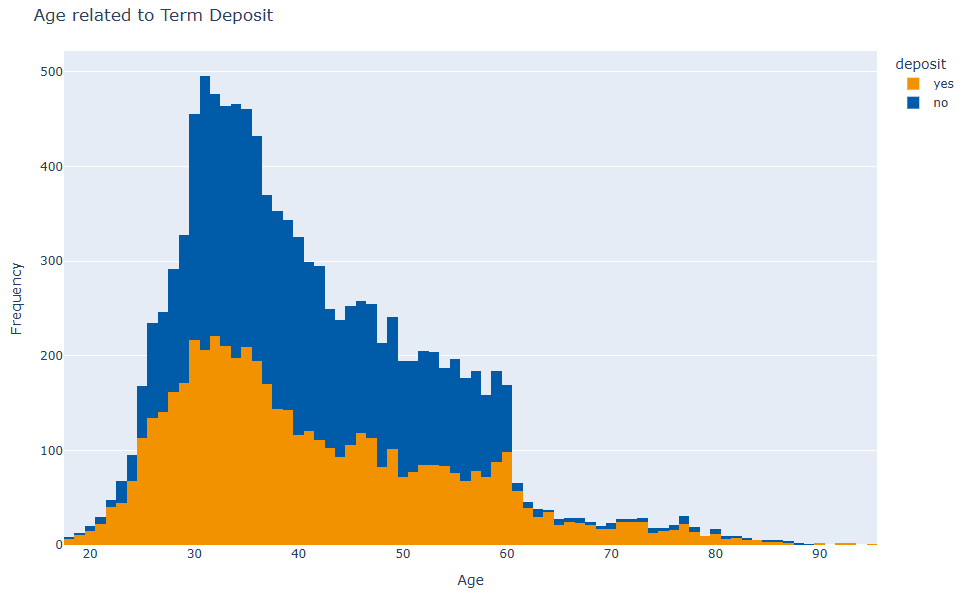 Age related to Term Deposit
deposit
yes
no
500
400
300
200
100
0
Frequency
20 30 40 50 60 70 80 90
Age